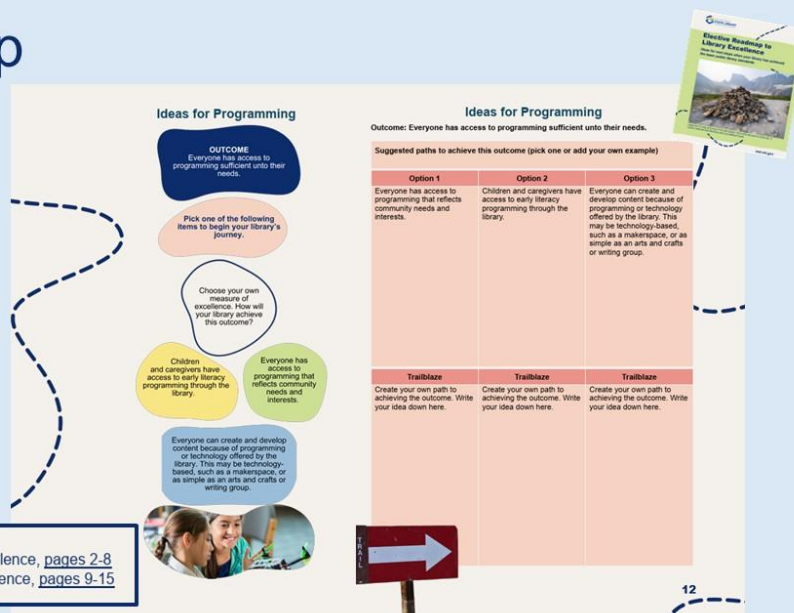 p
Elective Roadmap to
Library Excellence
Ideas for Programming
OUTCOME
Everyone has access to
programming sufficient unto their
needs.
Pick one of the following
items to begin your library's
journey.
Choose your own
measure of
excellence. How will
your library achieve
this outcome?
Children
and caregivers have
access to early literacy
programming through the
library.
Everyone has
access to
programming that
reflects community
needs and
interests.
Everyone can create and develop
content because of programming
or technology offered by the
library. This may be technology-
based, such as a makerspace, or
as simple as an arts and crafts or
writing group.
Ideas for Programming
Outcome: Everyone has access to programming sufficient unto their needs.
Suggested paths to achieve this outcome (pick one or add your own example)
Option 1
Option 2
Option 3
Everyone has access to
programming that reflects
community needs and
interests.
Children and caregivers have
access to early literacy
programming through the
library.
Everyone can create and
develop content because of
programming or technology
offered by the library. This
may be technology-based,
such as a makerspace, or as
simple as an arts and crafts
or writing group.
Trailblaze
Trailblaze
Trailblaze
Create your own path to
achieving the outcome. Write
your idea down here.
Create your own path to
achieving the outcome. Write
your idea down here.
Create your own path to
achieving the outcome. Write
your idea down here.
TRAIL
12
lence, pages 2-8
ence, pages 9-15